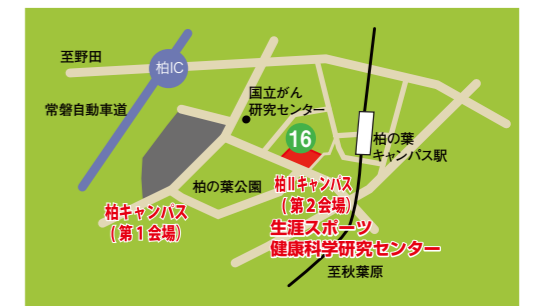 至野田
柏IC
常磐自動車道
国立がん
研究センター
16
柏の葉
キャンパス駅
柏の葉公園
柏IIキャンパス
(第2会場)
柏キャンパス
(第1会場)
生涯スポーツ
健康科学研究センター
至秋葉原